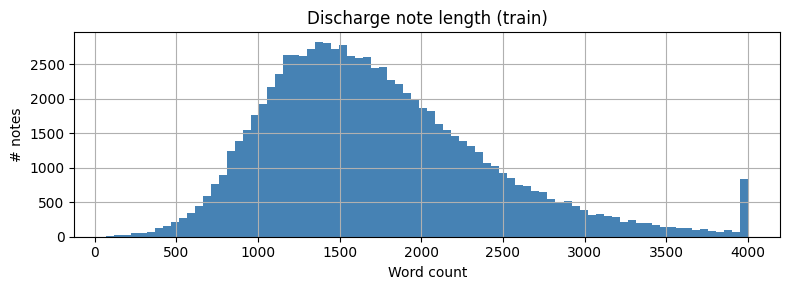 Discharge note length (train)
# notes
2500
2000
1500
1000
500
0
0 500 1000 1500 2000 2500 3000 3500 4000
Word count